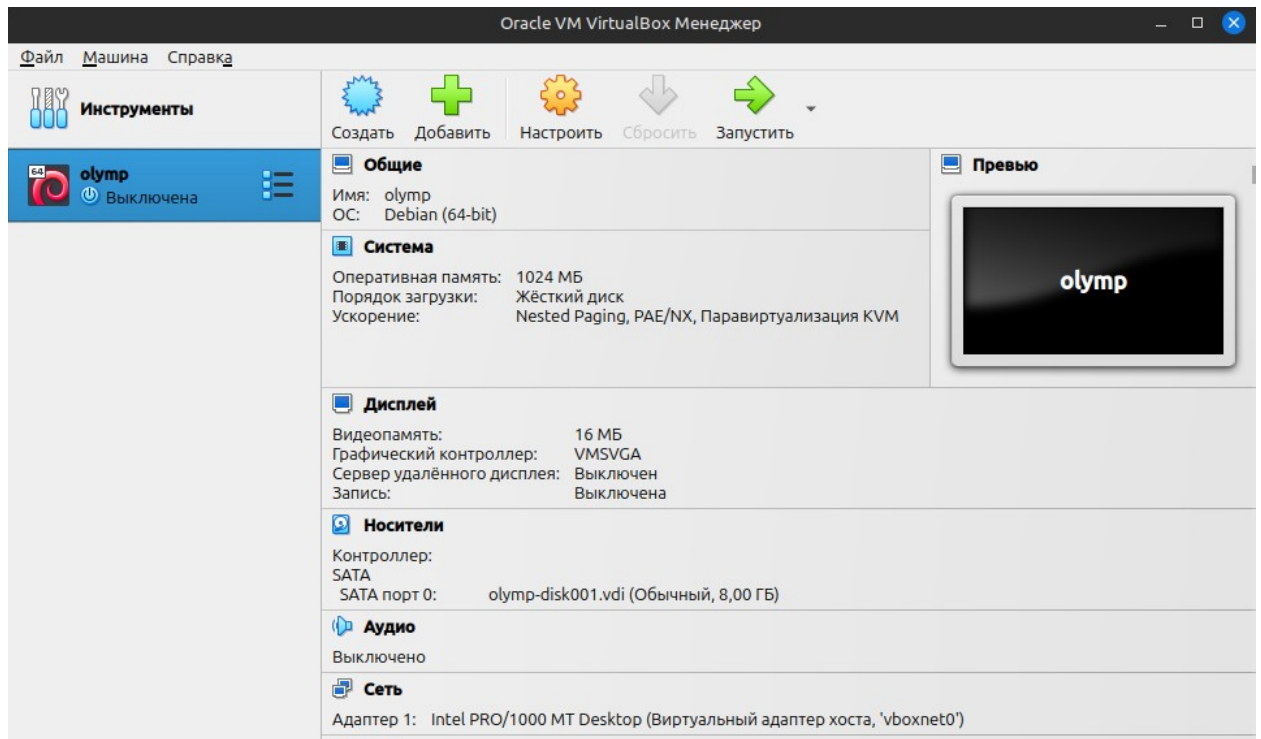 Oracle VM VirtualBox Менеджер
Файл Машина Справка
Инструменты
Создать Добавить Настроить Сбросить Запустить
64
olymp
Выключена
Общие
Имя: olymp
ОС: Debian (64-bit)
Система
Оперативная память: 1024 МБ
Порядок загрузки: Жёсткий диск
Ускорение: Nested Paging, PAE/NX, Паравиртуализация KVM
Превью
olymp
Дисплей
Видеопамять: 16 МБ
Графический контроллер: VMSVGA
Сервер удалённого дисплея: Выключен
Запись: Выключена
Носители
Контроллер:
SATA
SATA порт 0: olymp-disk001.vdi (Обычный, 8,00 ГБ)
Аудио
Выключено
Сеть
Адаптер 1: Intel PRO/1000 MT Desktop (Виртуальный адаптер хоста, 'vboxnet0')